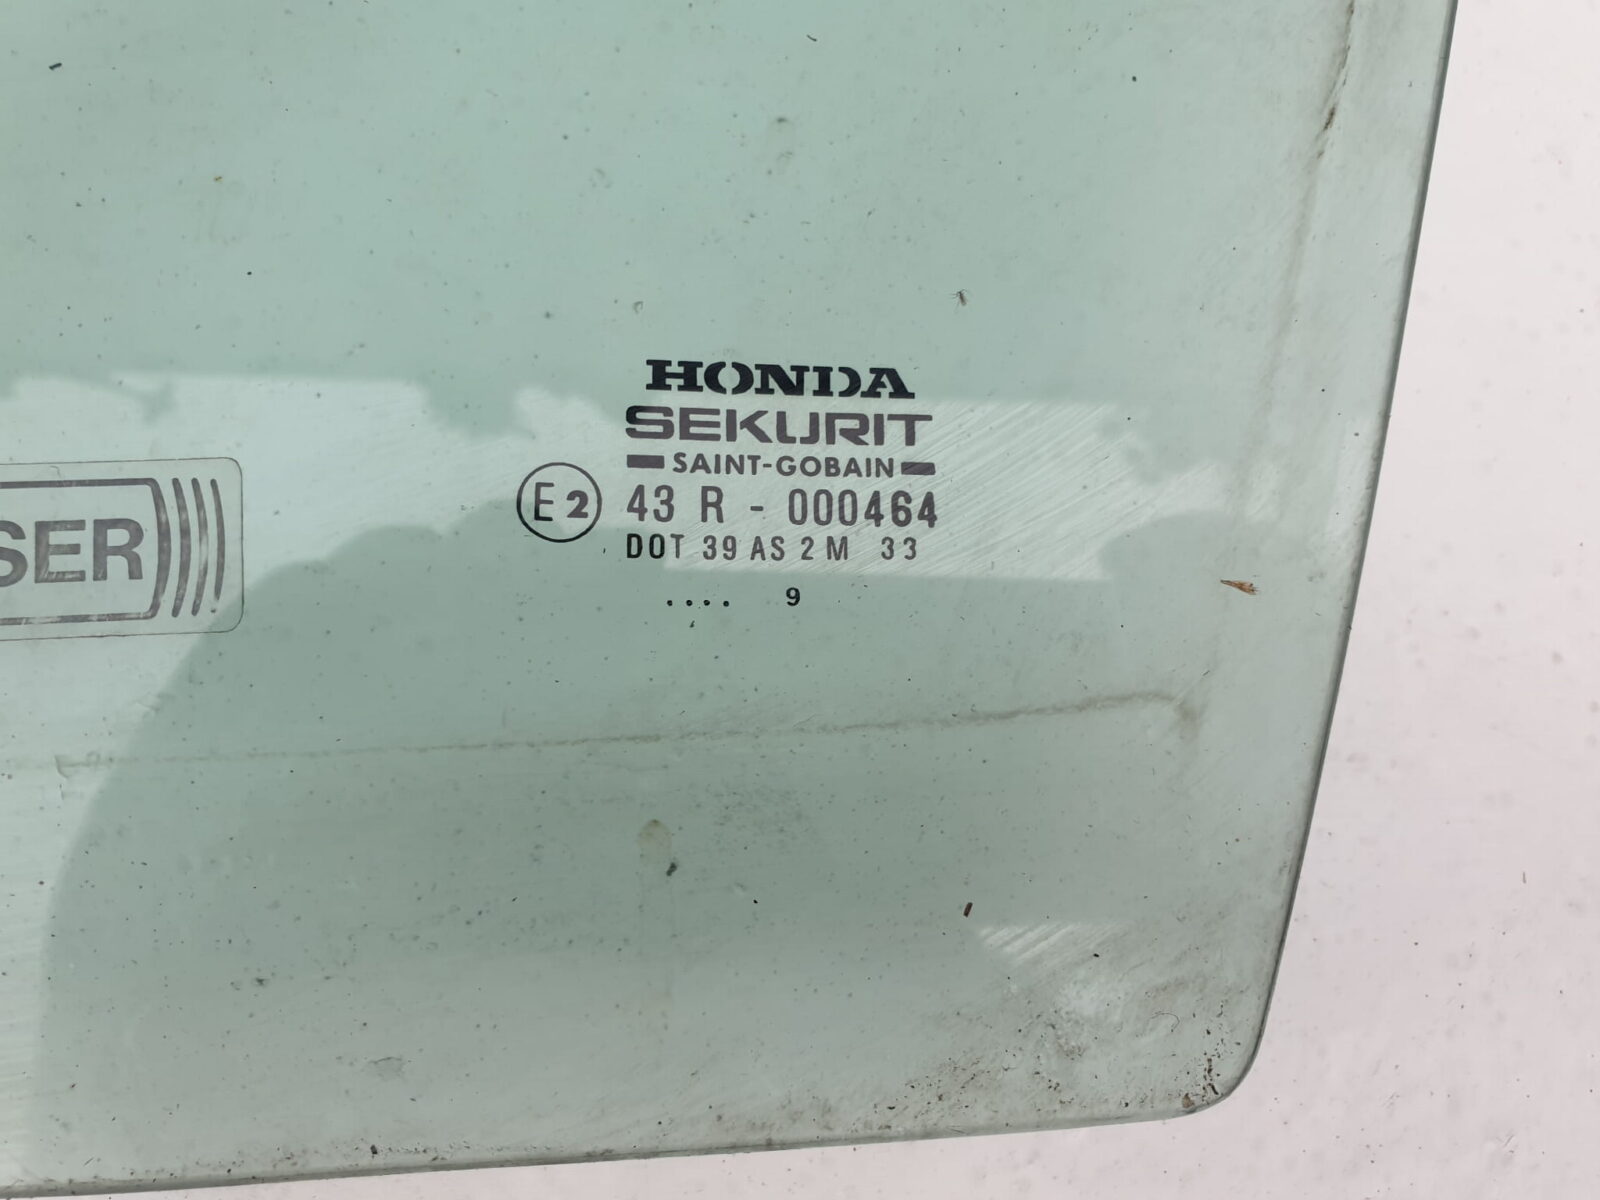 HONDA
SEKURIT
SAINT-GOBAIN
E2 43 R - 000464
DOT 39 AS 2 M 33
.... 9
SER